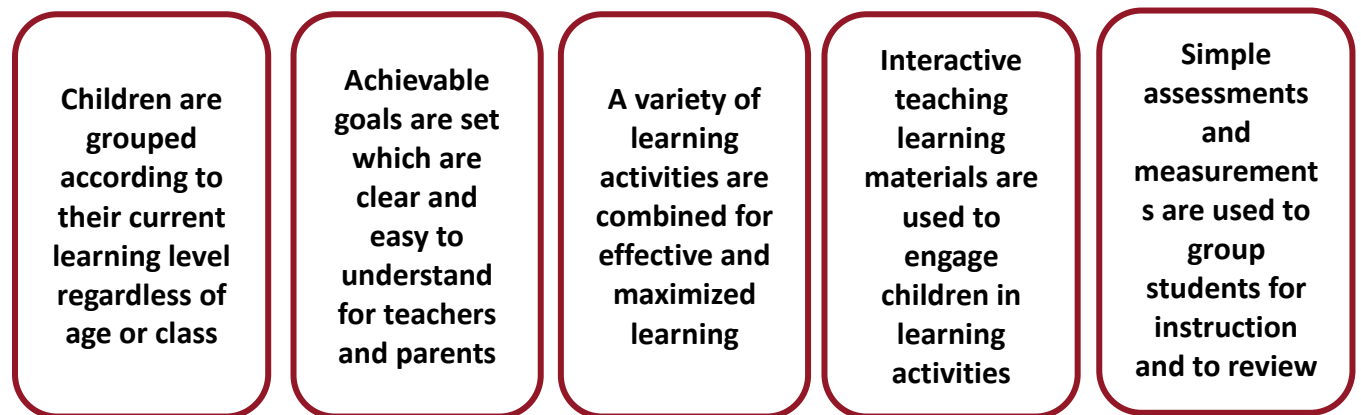 Children are
grouped
according to
their current
learning level
regardless of
age or class
Achievable
goals are set
which are
clear and
easy to
understand
for teachers
and parents
A variety of
learning
activities are
combined for
effective and
maximized
learning
Interactive
teaching
learning
materials are
used to
engage
children in
learning
activities
Simple
assessments
and
measurement
s are used to
group
students for
instruction
and to review